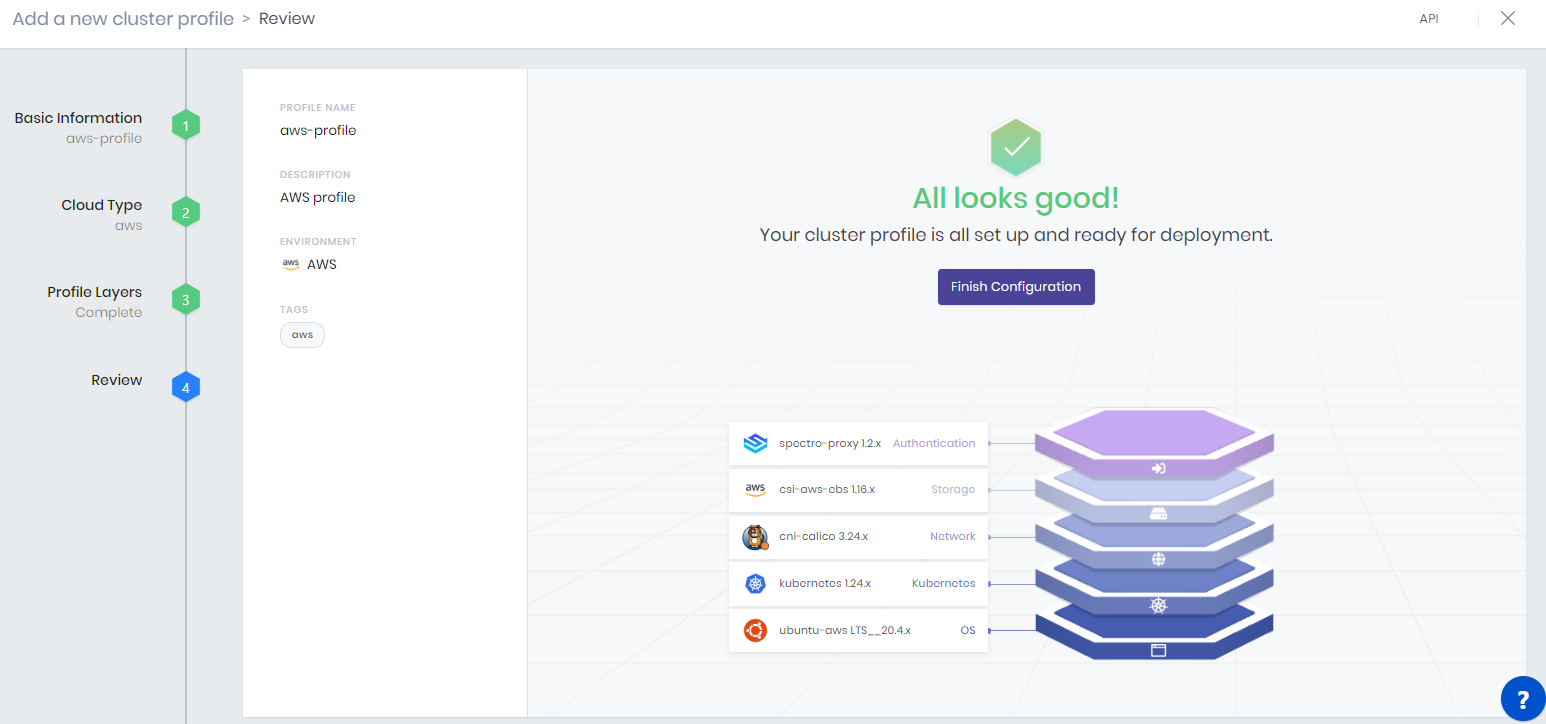 Add a new cluster profile > Review
API
Basic Information
aws-profile
1
Cloud Type
aws
2
Profile Layers
Complete
3
Review
4
PROFILE NAME
aws-profile
DESCRIPTION
AWS profile
ENVIRONMENT
aws AWS
TAGS
aws
All looks good!
Your cluster profile is all set up and ready for deployment.
Finish Configuration
spectro-proxy 1.2.x Authentication
aws csi-aws-ebs 1.16.x Storage
cni-calico 3.24.x Network
kubernetes 1.24.x Kubernetes
ubuntu-aws LTS__20.4.x OS
?